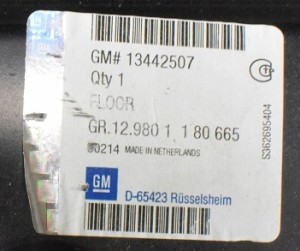 GM# 13442507
Qty 1
FLOOR
GR.12.980 1 1 80 665
80214 MADE IN NETHERLANDS
GM
D-65423 Rüsselsheim
S362695404